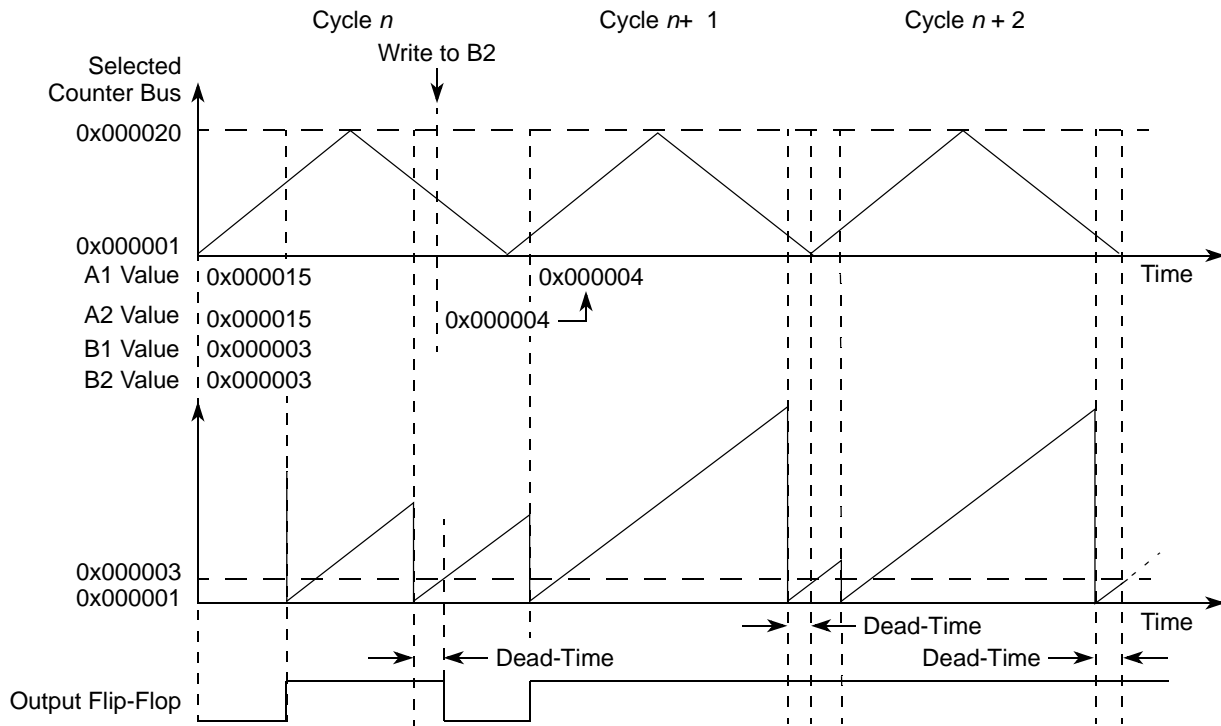 Cycle n
Cycle n+ 1
Cycle n + 2
Write to B2
Selected
Counter Bus
0x000020
0x000001
Time
A1 Value
0x000015
0x000004
A2 Value
0x000015
0x000004
B1 Value
0x000003
B2 Value
0x000003
0x000003
0x000001
Time
Dead-Time
Dead-Time
Dead-Time
Output Flip-Flop